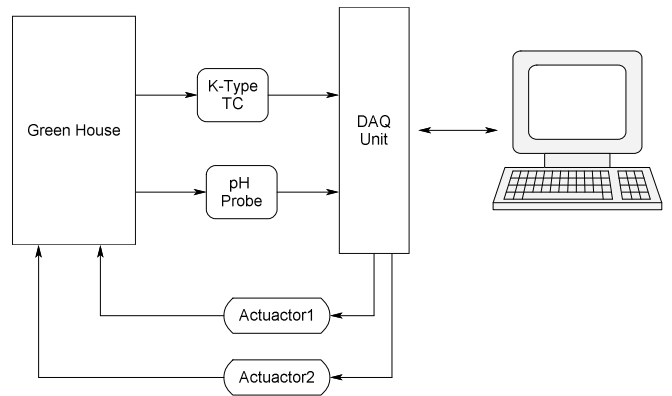 Green House
K-Type
TC
pH
Probe
DAQ
Unit
Actuactor1
Actuactor2